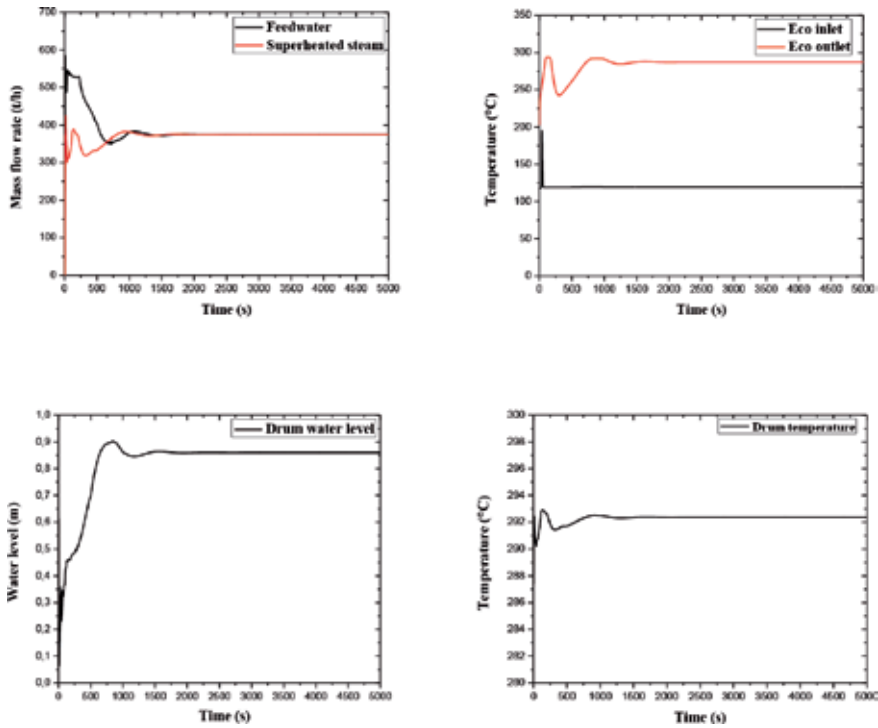 Feedwater
Superheated steam
Mass flow rate (t/h)
700
600
500
400
300
200
100
0
0 500 1000 1500 2000 2500 3000 3500 4000 4500 5000
Time (s)
Eco inlet
Eco outlet
Temperature (°C)
350
300
250
200
150
100
50
0
0 500 1000 1500 2000 2500 3000 3500 4000 4500 5000
Time (s)
Drum water level
Water level (m)
1,0
0,9
0,8
0,7
0,6
0,5
0,4
0,3
0,2
0,1
0,0
0 500 1000 1500 2000 2500 3000 3500 4000 4500 5000
Time (s)
Drum temperature
Temperature (°C)
300
298
296
294
292
290
288
286
284
282
280
0 500 1000 1500 2000 2500 3000 3500 4000 4500 5000
Time (s)